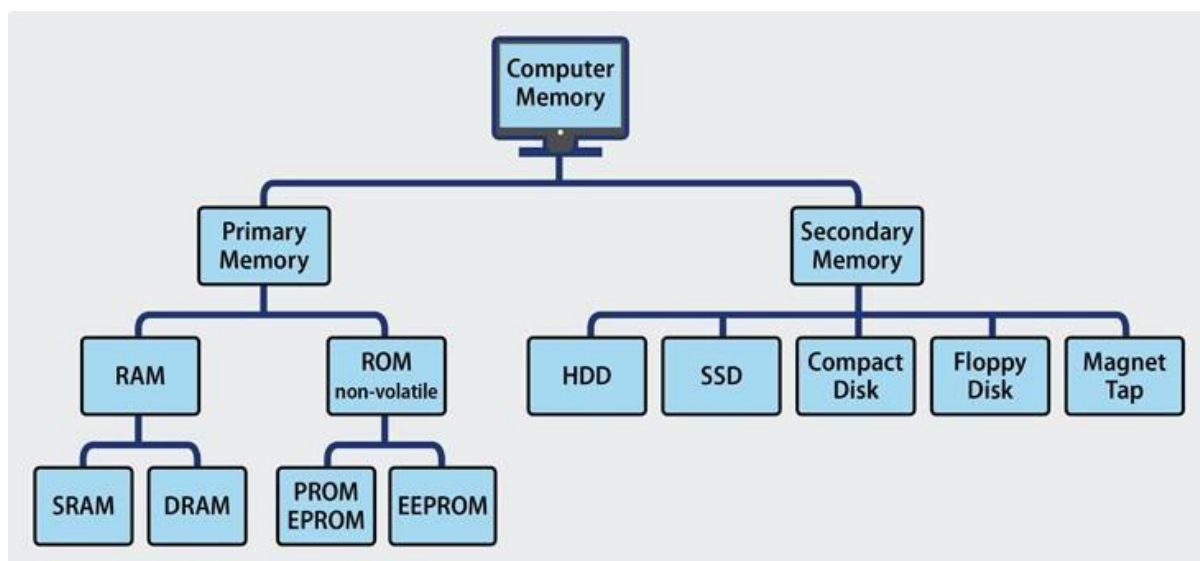 Computer
Memory
Primary
Memory
Secondary
Memory
RAM
ROM
non-volatile
HDD
SSD
Compact
Disk
Floppy
Disk
Magnet
Tap
SRAM
DRAM
PROM
EPROM
EEPROM